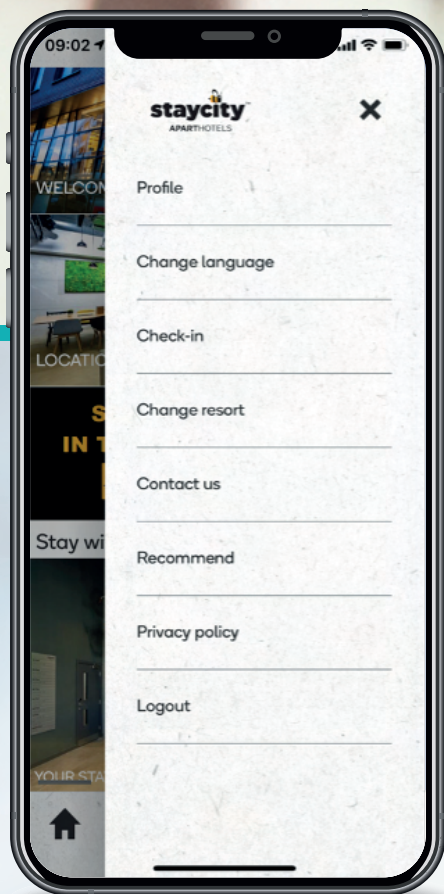 09:02
staycity
APARTHOTELS
WELCOM
Profile
Change language
Check-in
LOCATIO
Change resort
S
IN T
Contact us
Stay wi
Recommend
Privacy policy
Logout
YOUR STA